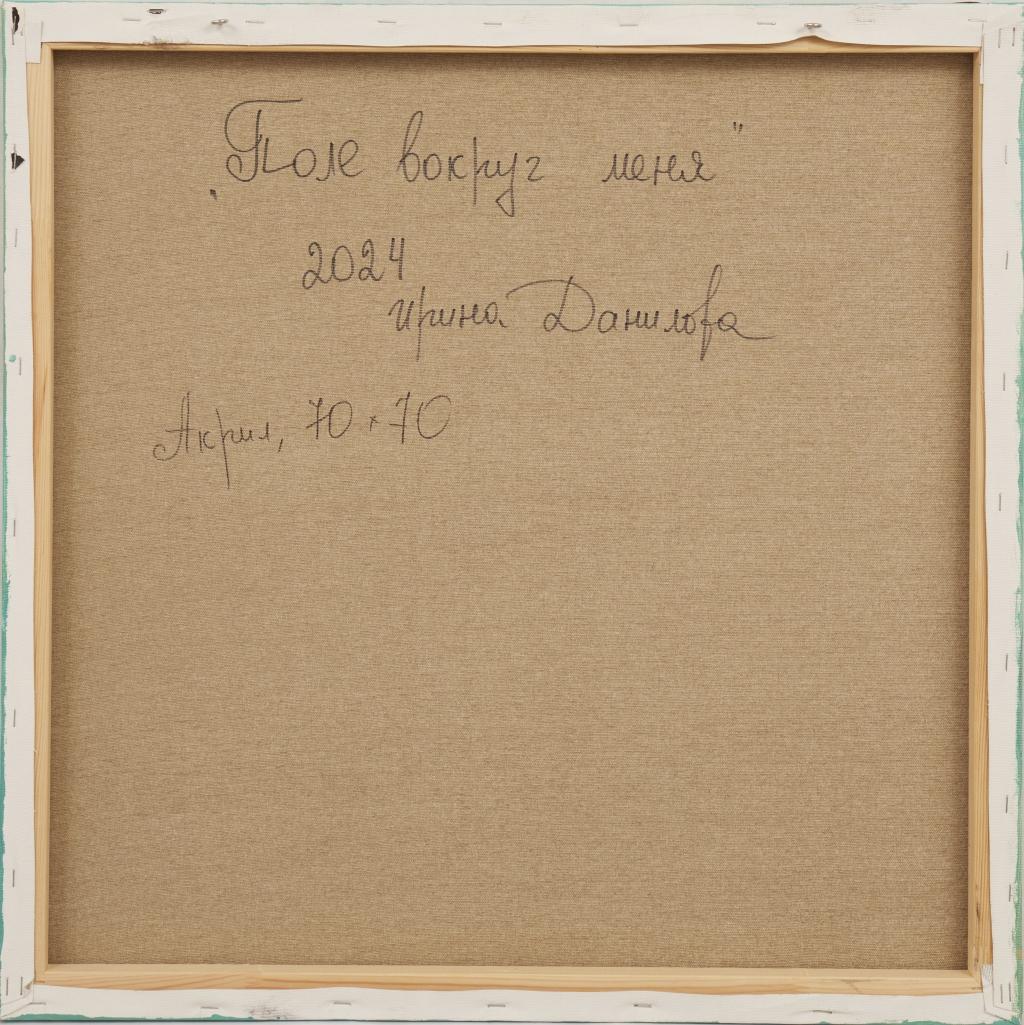 „Поле вокруг меня"
2024
Ирина Данилова
Акрил, 70 × 70